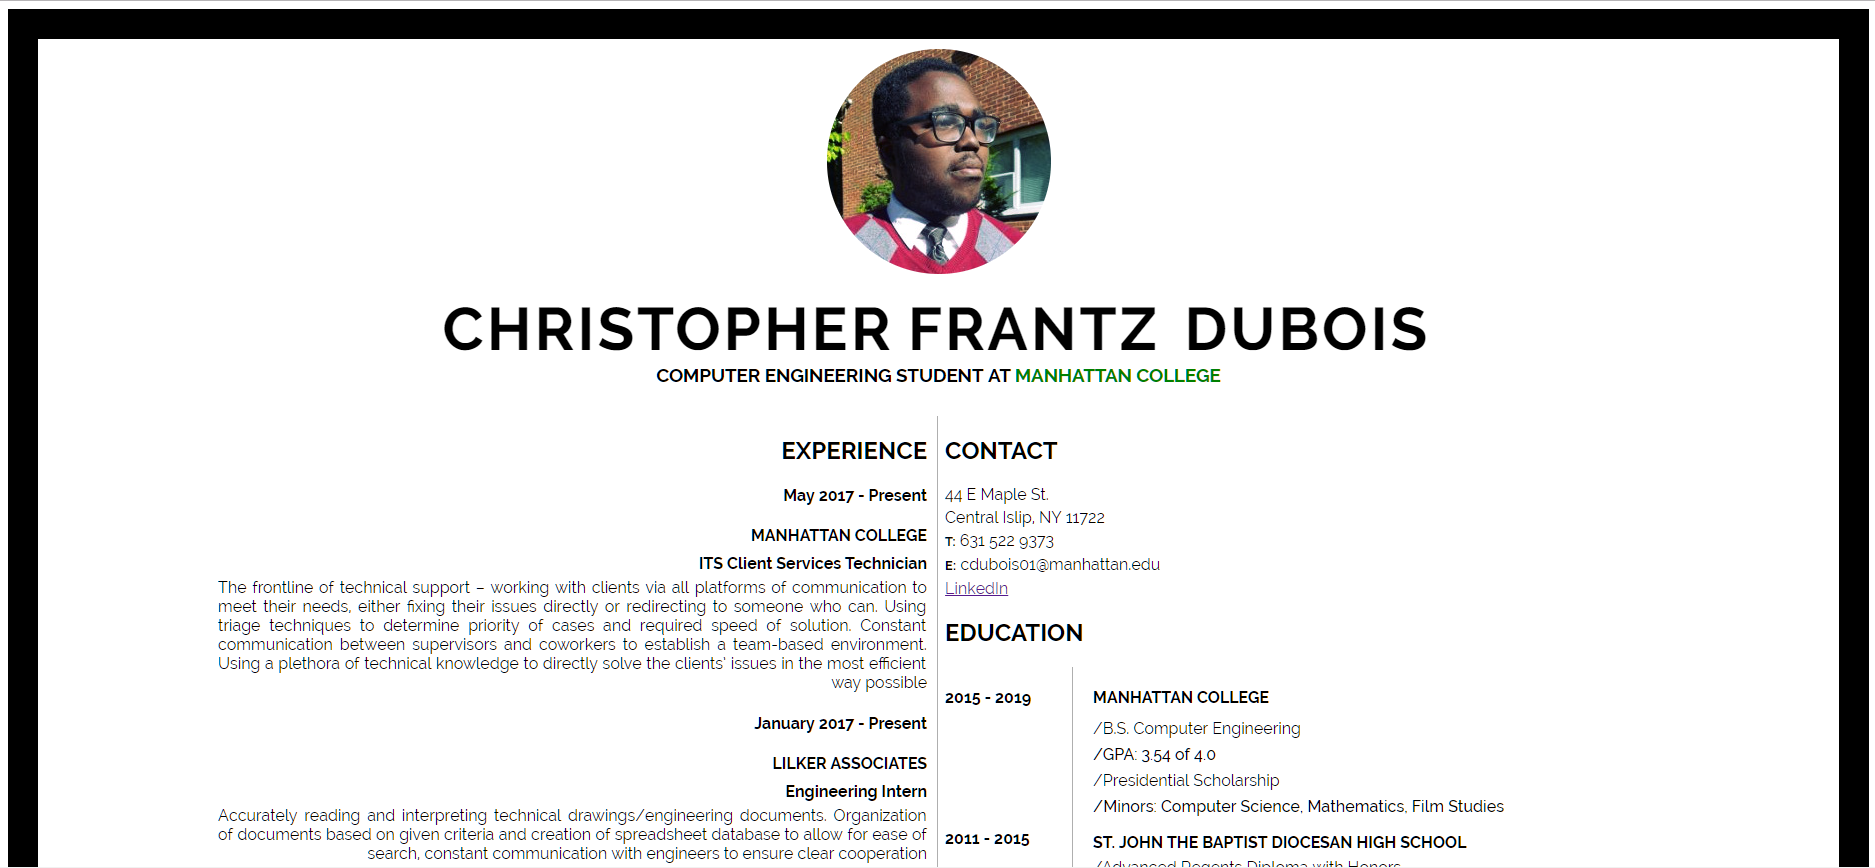 CHRISTOPHER FRANTZ DUBOIS
COMPUTER ENGINEERING STUDENT AT MANHATTAN COLLEGE
EXPERIENCE
May 2017 - Present
MANHATTAN COLLEGE
ITS Client Services Technician
The frontline of technical support – working with clients via all platforms of communication to
meet their needs, either fixing their issues directly or redirecting to someone who can. Using
triage techniques to determine priority of cases and required speed of solution. Constant
communication between supervisors and coworkers to establish a team-based environment.
Using a plethora of technical knowledge to directly solve the clients' issues in the most efficient
way possible
January 2017 - Present
LILKER ASSOCIATES
Engineering Intern
Accurately reading and interpreting technical drawings/engineering documents. Organization
of documents based on given criteria and creation of spreadsheet database to allow for ease of
search, constant communication with engineers to ensure clear cooperation
CONTACT
44 E Maple St.
Central Islip, NY 11722
T: 631 522 9373
E: cdubois01@manhattan.edu
LinkedIn
EDUCATION
2015 - 2019
MANHATTAN COLLEGE
/B.S. Computer Engineering
/GPA: 3.54 of 4.0
/Presidential Scholarship
/Minors: Computer Science, Mathematics, Film Studies
2011 - 2015
ST. JOHN THE BAPTIST DIOCESAN HIGH SCHOOL
/Advanced Regents Diploma with Honors